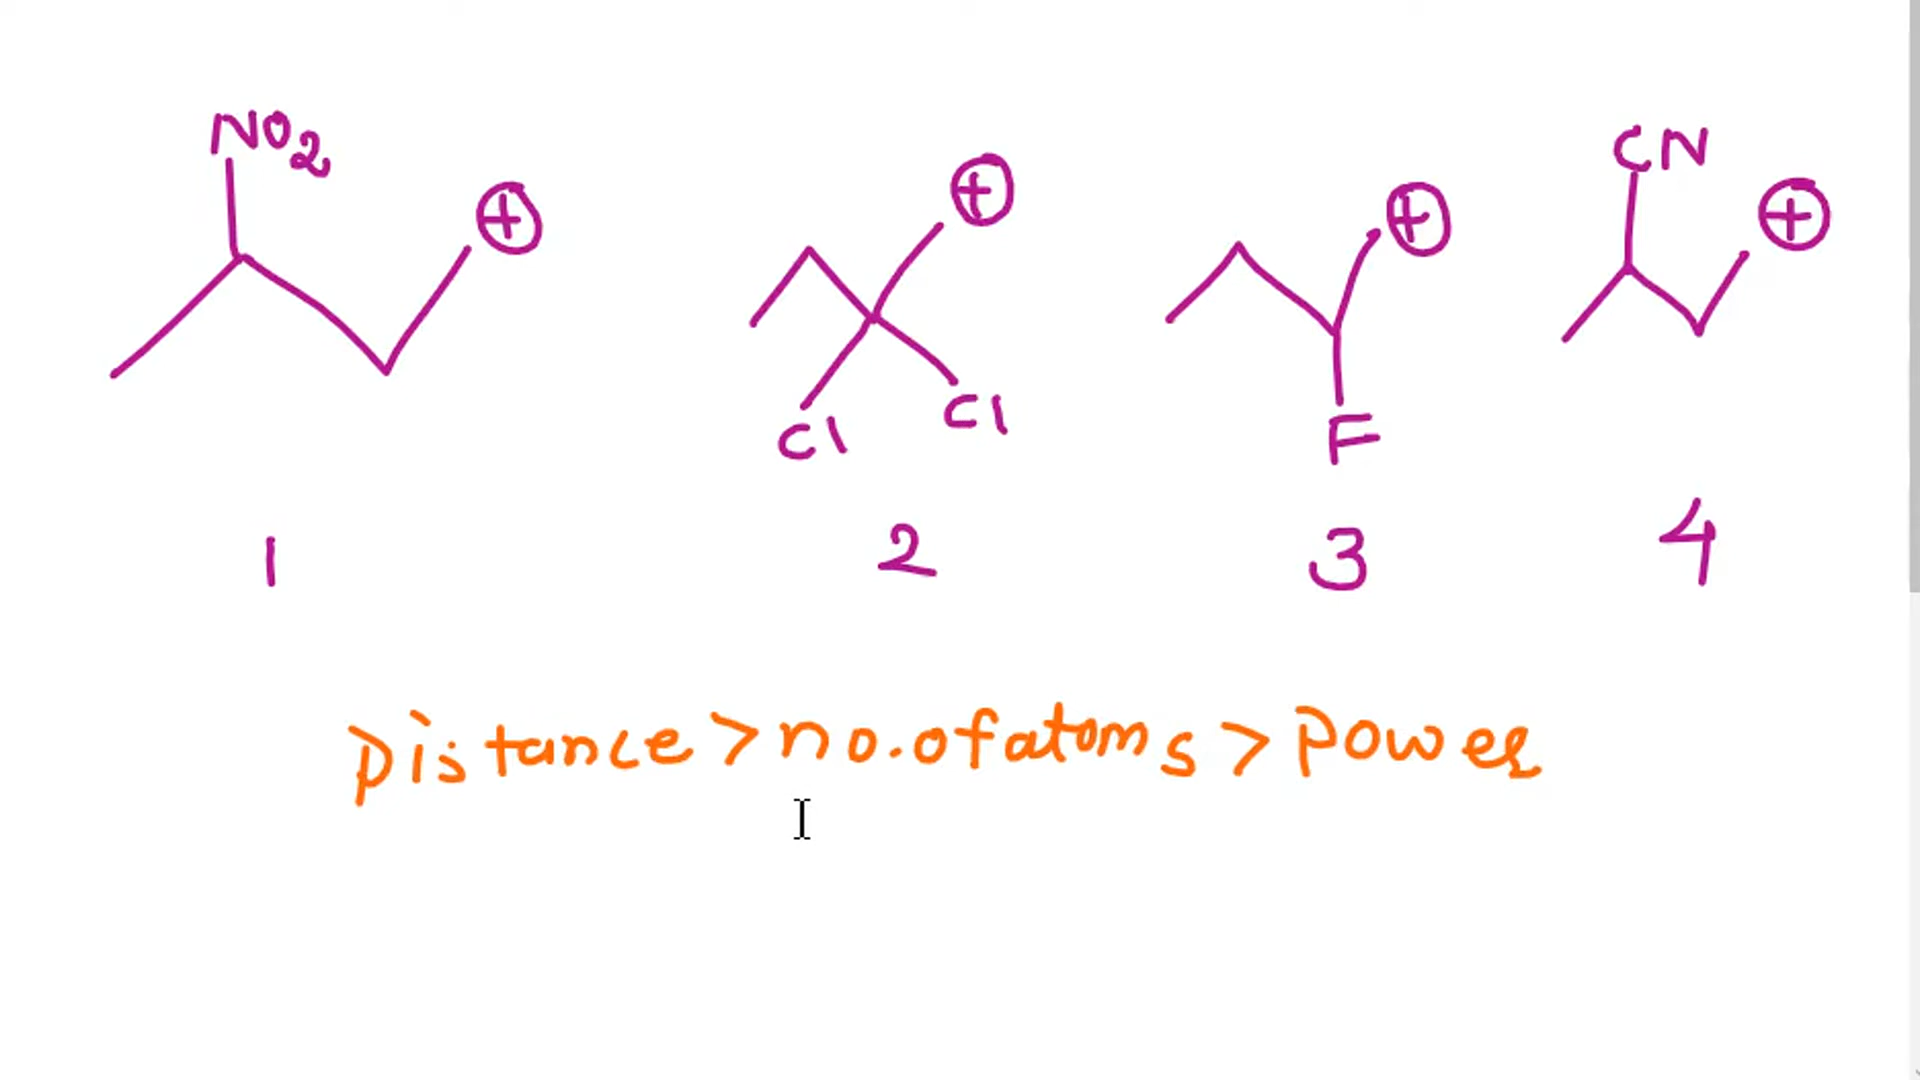 NO2 ⊕ ⊕ ⊕ CN ⊕
Cl Cl F
1 2 3 4
Distance > no. of atoms > power